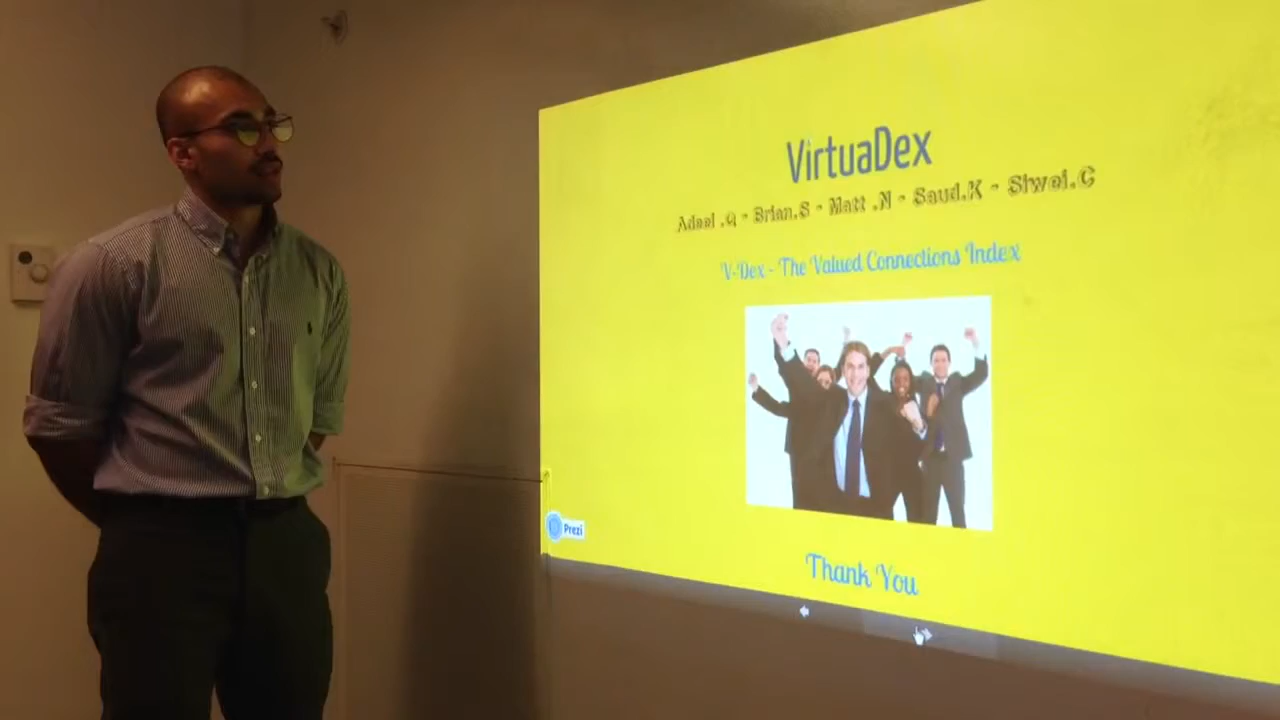 VirtuaDex
Adeel .Q - Brian.S - Matt .N - Saud.K - Siwei.C
V-Dex - The Valued Connections Index
Prezi
Thank You